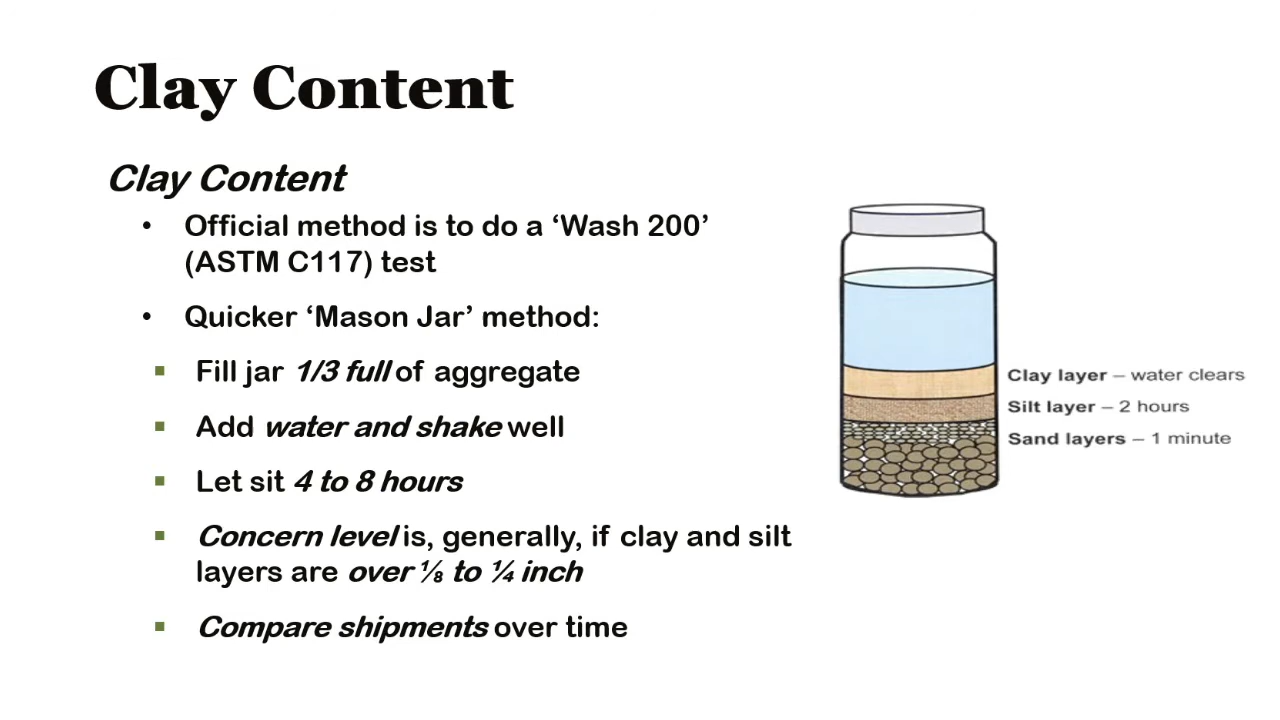 Clay Content
Clay Content
• Official method is to do a ‘Wash 200’
(ASTM C117) test
• Quicker ‘Mason Jar’ method:
▪ Fill jar 1/3 full of aggregate
▪ Add water and shake well
▪ Let sit 4 to 8 hours
▪ Concern level is, generally, if clay and silt
layers are over ⅛ to ¼ inch
▪ Compare shipments over time
Clay layer – water clears
Silt layer – 2 hours
Sand layers – 1 minute